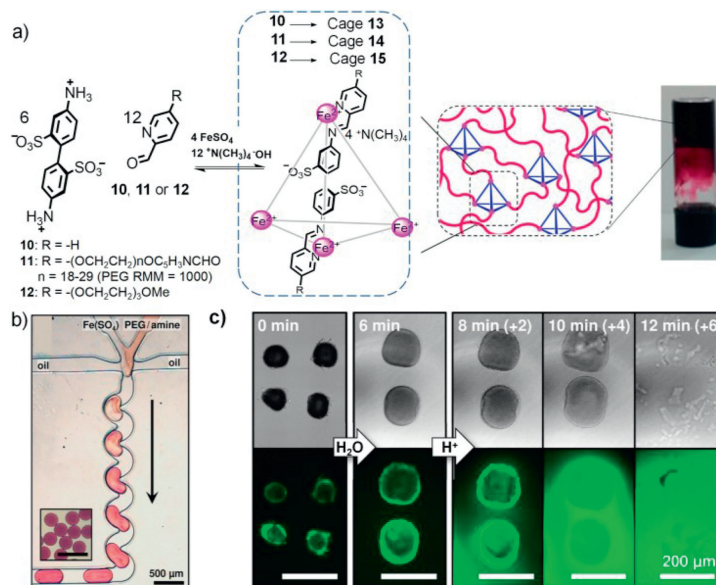 a)
10 → Cage 13
11 → Cage 14
12 → Cage 15
6
+
NH3
-O3S
SO3-
H3N
+
12
R
N
O
10, 11 or 12
4 FeSO4
12 +N(CH3)4 -OH
R
Fe2+
N
N
4 +N(CH3)4
-O3S
SO3-
N
N
Fe2+
Fe2+
Fe2+
R
10: R = -H
11: R = -(OCH2CH2)nOC5H3NCHO
n = 18-29 (PEG RMM = 1000)
12: R = -(OCH2CH2)3OMe
b)
Fe(SO4) PEG/amine
oil
oil
500 µm
c)
0 min
6 min
8 min (+2)
10 min (+4)
12 min (+6
H2O
H+
200 µm